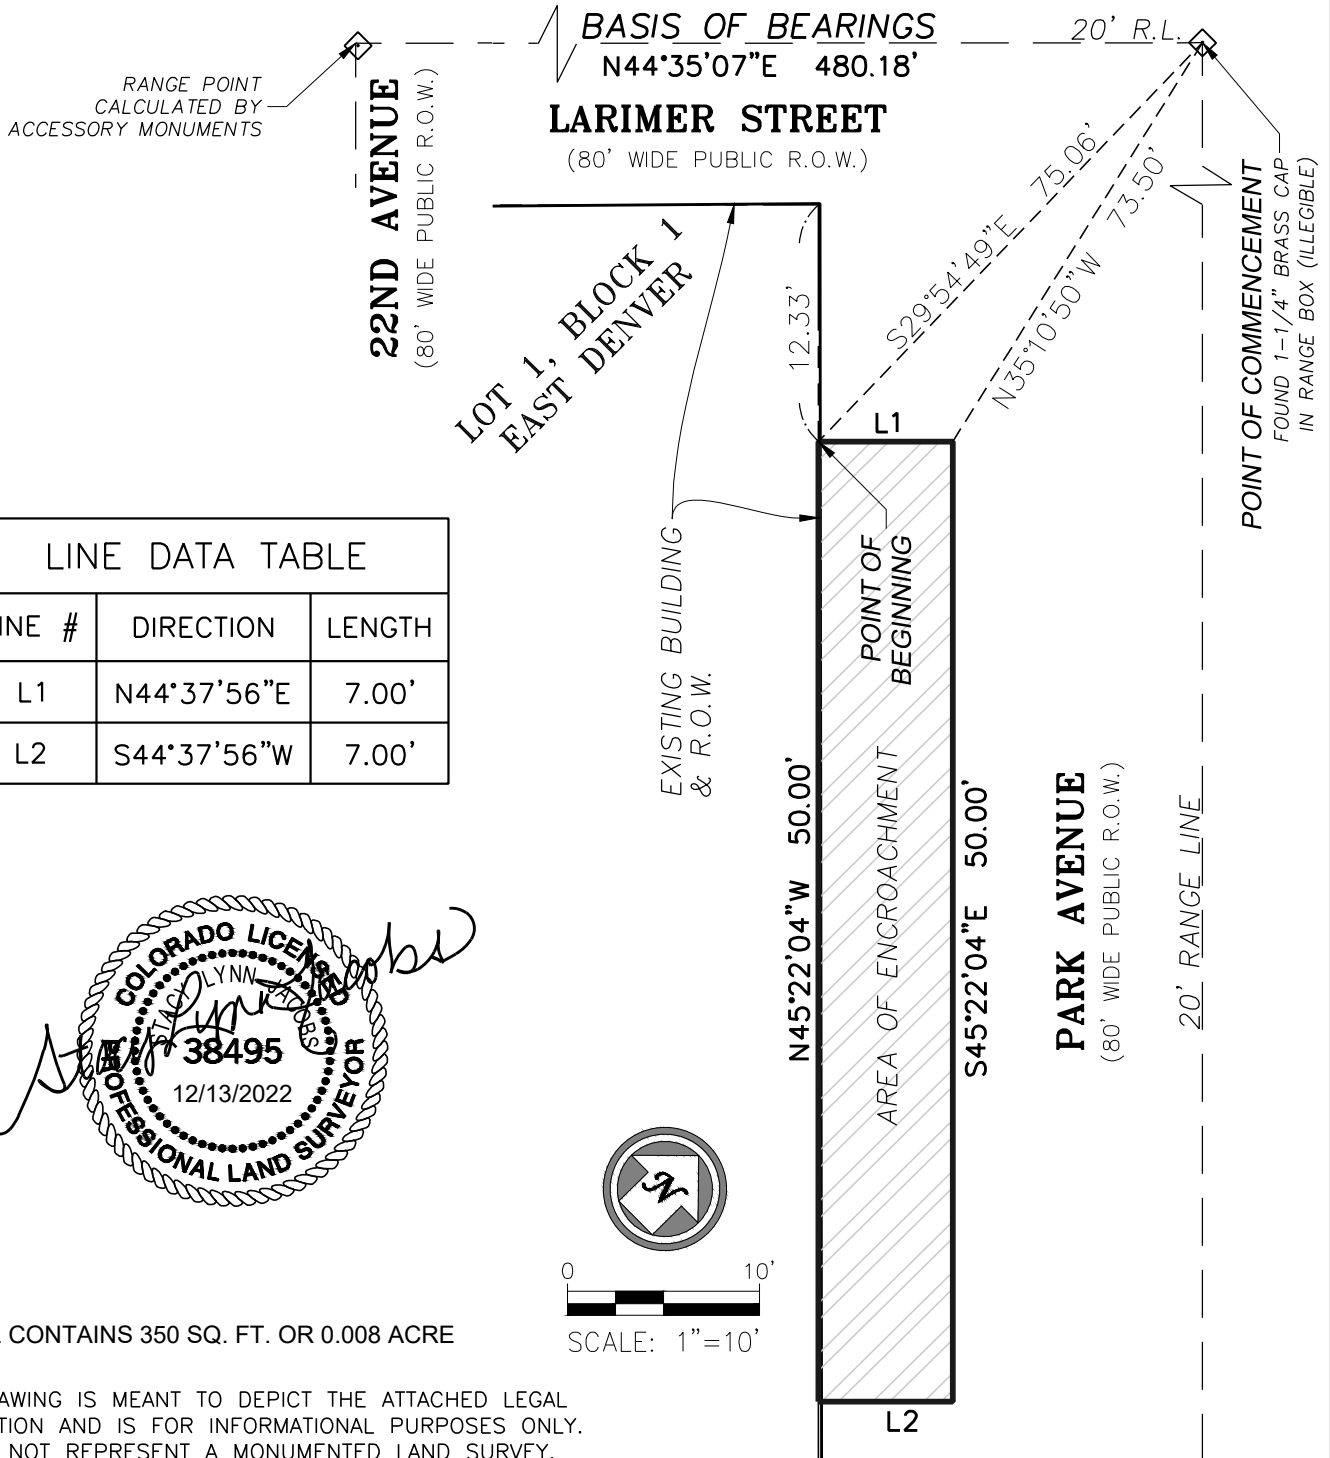 BASIS OF BEARINGS
N44°35'07"E 480.18'
20' R.L.
LARIMER STREET
(80' WIDE PUBLIC R.O.W.)
RANGE POINT
CALCULATED BY
ACCESSORY MONUMENTS
22ND AVENUE
(80' WIDE PUBLIC R.O.W.)
LOT 1, BLOCK 1
EAST DENVER
12.33'
S29°54'49"E 75.06'
N35°10'50"W 73.50'
POINT OF COMMENCEMENT
FOUND 1-1/4" BRASS CAP
IN RANGE BOX (ILLEGIBLE)
L1
POINT OF
BEGINNING
EXISTING BUILDING
& R.O.W.
LINE DATA TABLE
INE # DIRECTION LENGTH
L1 N44°37'56"E 7.00'
L2 S44°37'56"W 7.00'
N45°22'04"W 50.00'
AREA OF ENCROACHMENT
S45°22'04"E 50.00'
PARK AVENUE
(80' WIDE PUBLIC R.O.W.)
20' RANGE LINE
COLORADO LICENSED
STACY LYNN JACOBS
Stacy Lynn Jacobs
38495
12/13/2022
PROFESSIONAL LAND SURVEYOR
N
0 10'
SCALE: 1"=10'
CONTAINS 350 SQ. FT. OR 0.008 ACRE
L2
AWING IS MEANT TO DEPICT THE ATTACHED LEGAL
TION AND IS FOR INFORMATIONAL PURPOSES ONLY.
NOT REPRESENT A MONUMENTED LAND SURVEY.